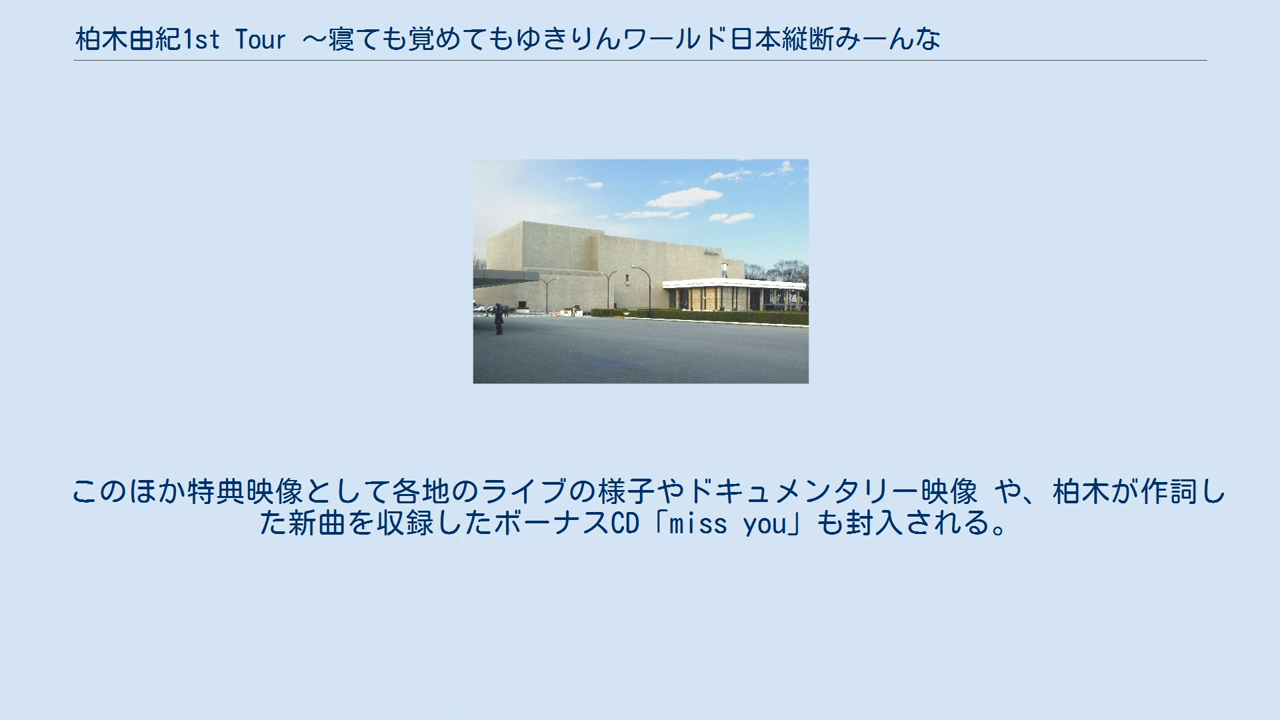 柏木由紀1st Tour ～寝ても覚めてもゆきりんワールド日本縦断みーんな
このほか特典映像として各地のライブの様子やドキュメンタリー映像 や、柏木が作詞し
た新曲を収録したボーナスCD「miss you」も封入される。